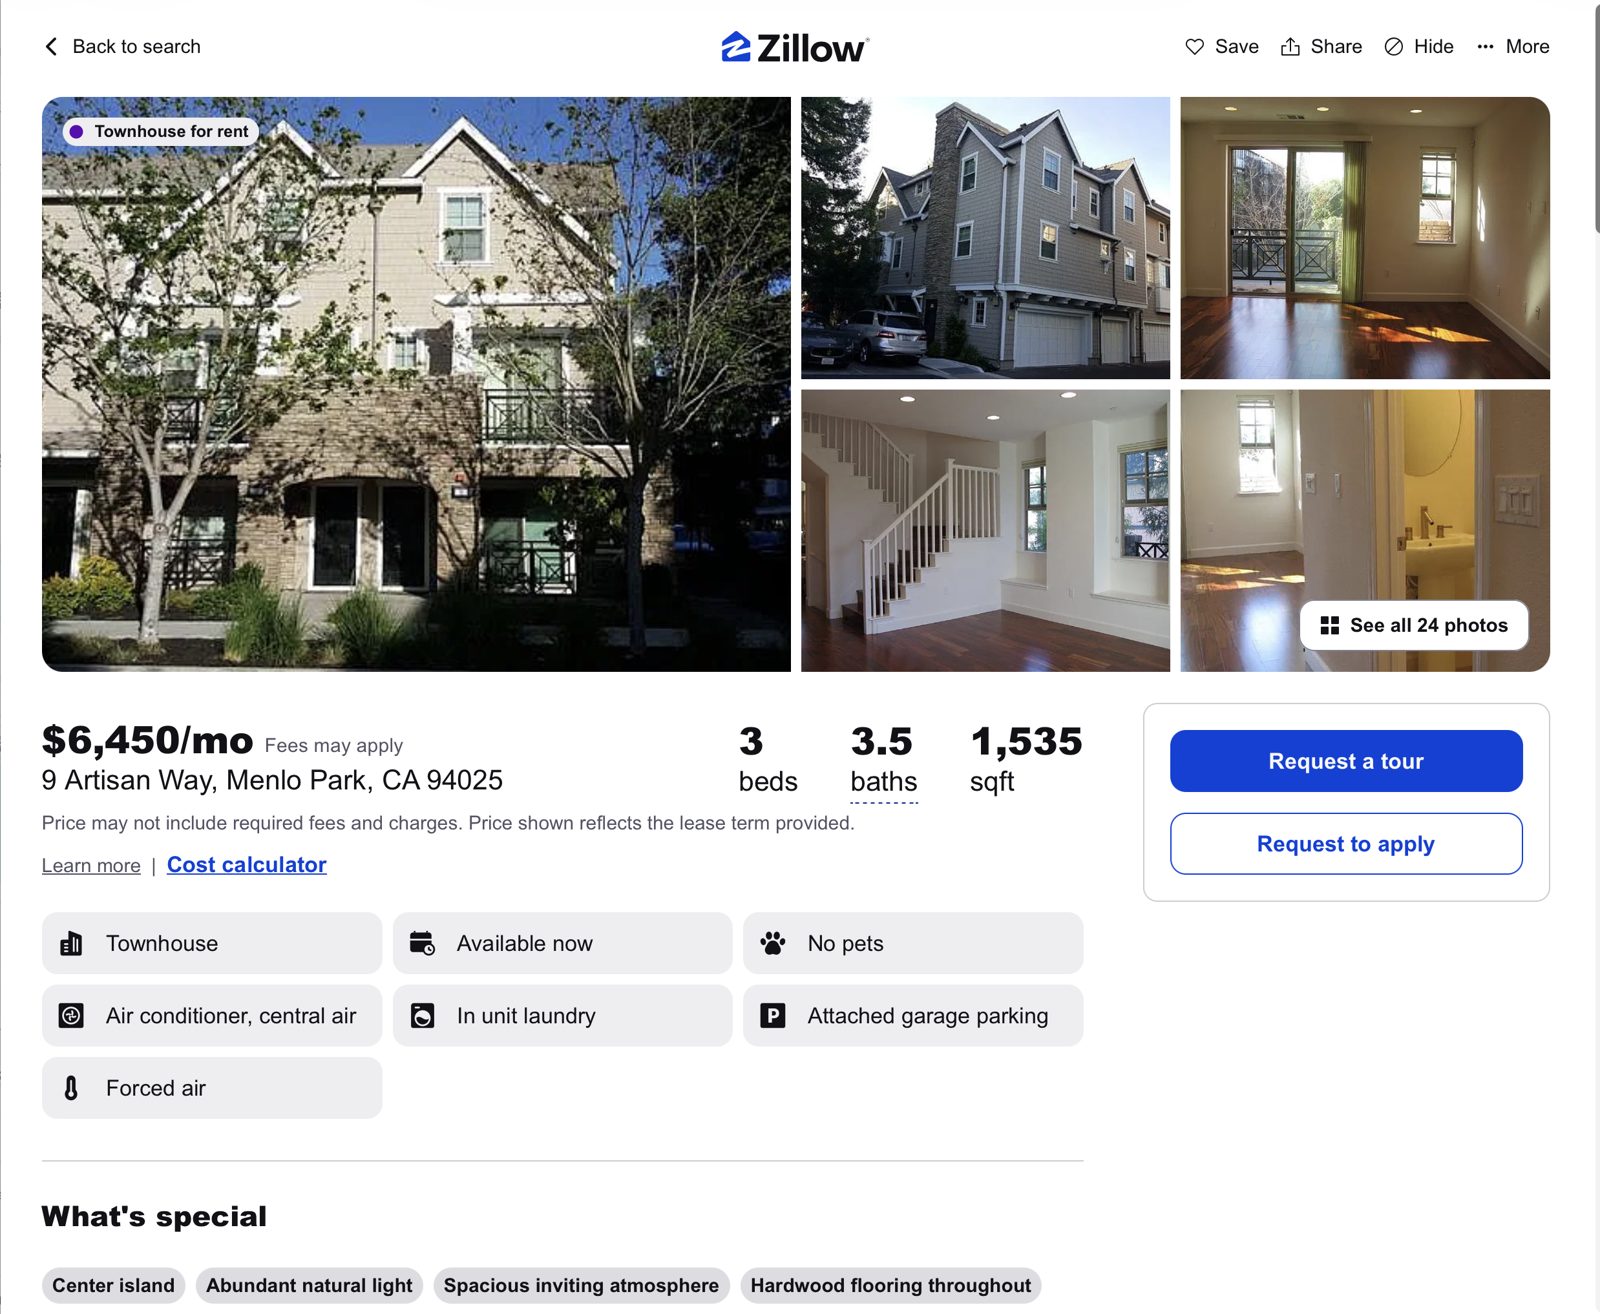 Back to search
Zillow
Save
Share
Hide
More
Townhouse for rent
See all 24 photos
$6,450/mo Fees may apply
9 Artisan Way, Menlo Park, CA 94025
3 beds
3.5 baths
1,535 sqft
Price may not include required fees and charges. Price shown reflects the lease term provided.
Learn more | Cost calculator
Request a tour
Request to apply
Townhouse
Available now
No pets
Air conditioner, central air
In unit laundry
Attached garage parking
Forced air
What's special
Center island
Abundant natural light
Spacious inviting atmosphere
Hardwood flooring throughout